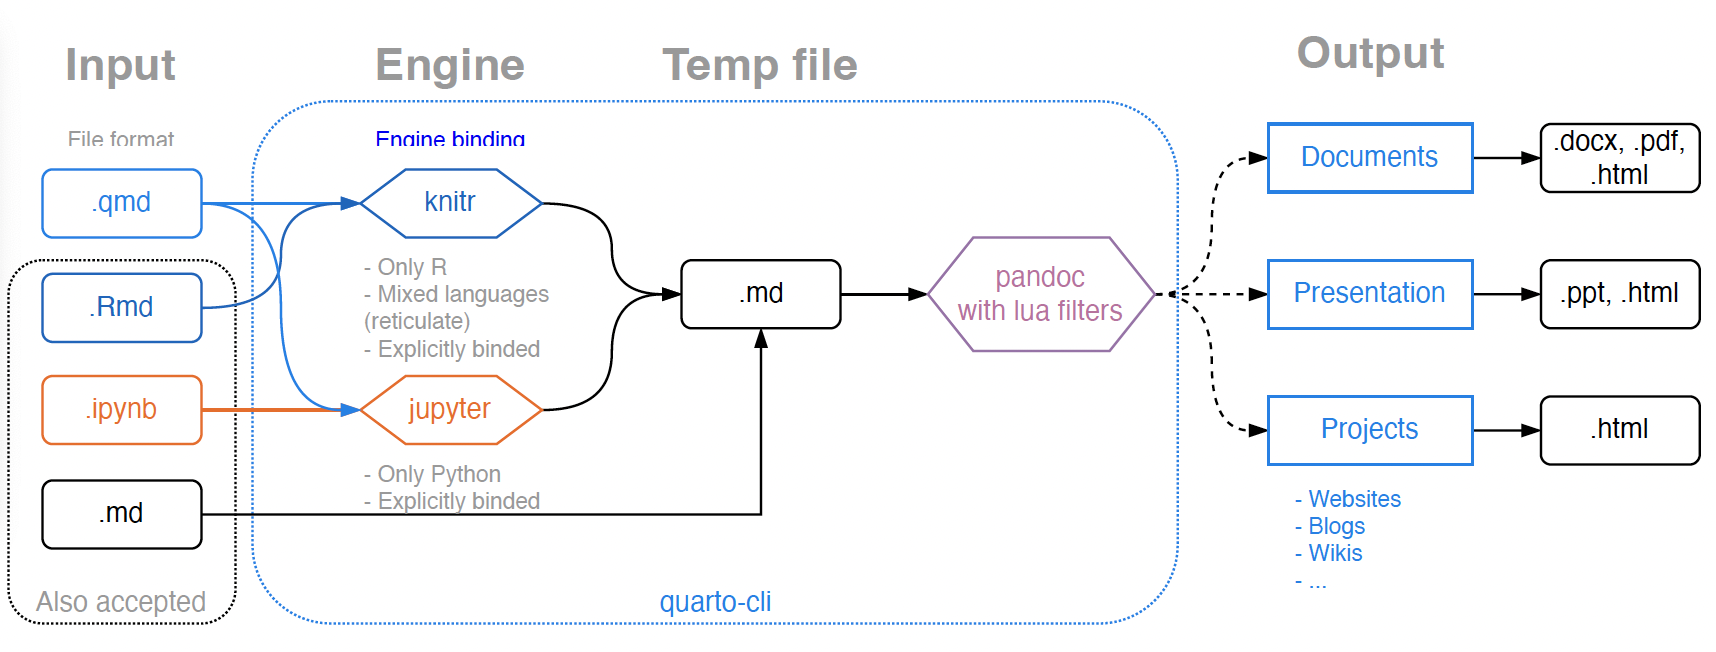 Input
Engine
Temp file
Output
File format
Engine binding
.qmd
.Rmd
.ipynb
.md
Also accepted
knitr
- Only R
- Mixed languages
(reticulate)
- Explicitly binded
jupyter
- Only Python
- Explicitly binded
.md
pandoc
with lua filters
quarto-cli
Documents
.docx, .pdf,
.html
Presentation
.ppt, .html
Projects
.html
- Websites
- Blogs
- Wikis
- ...